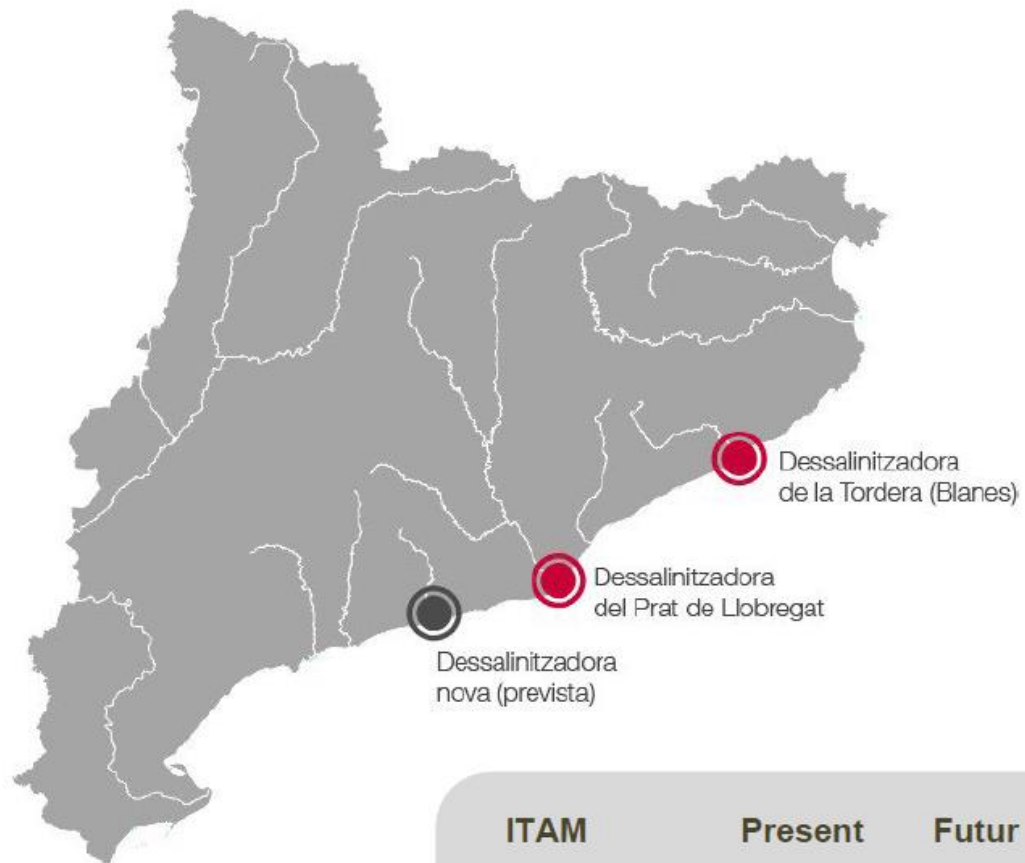 Dessalinitzadora
de la Tordera (Blanes)
Dessalinitzadora
del Prat de Llobregat
Dessalinitzadora
nova (prevista)
ITAM Present Futur